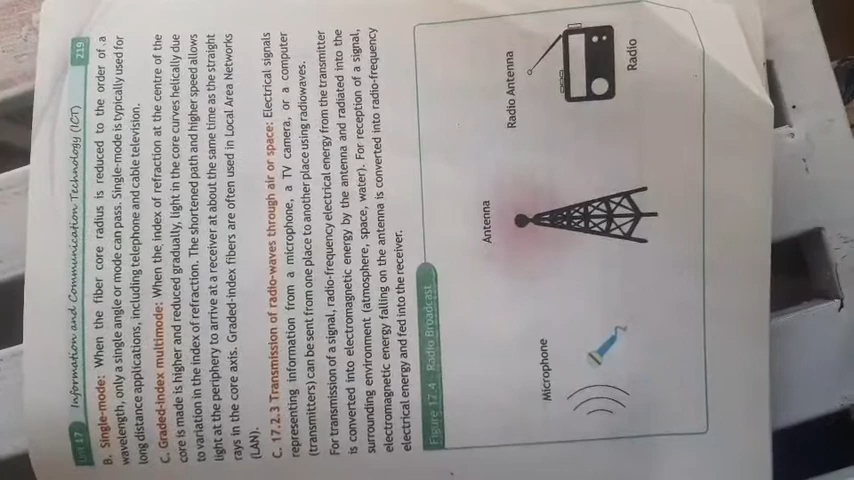 Unit 17 Information and Communication Technology (ICT) 219
B. Single-mode: When the fiber core radius is reduced to the order of a
wavelength, only a single angle or mode can pass. Single-mode is typically used for
long distance applications, including telephone and cable television.
C. Graded-Index multimode: When the index of refraction at the centre of the
core is made is higher and reduced gradually, light in the core curves helically due
to variation in the index of refraction. The shortened path and higher speed allows
light at the periphery to arrive at a receiver at about the same time as the straight
rays in the core axis. Graded-index fibers are often used in Local Area Networks
(LAN).
C. 17.2.3 Transmission of radio-waves through air or space: Electrical signals
representing information from a microphone, a TV camera, or a computer
(transmitters) can be sent from one place to another place using radiowaves.
For transmission of a signal, radio-frequency electrical energy from the transmitter
is converted into electromagnetic energy by the antenna and radiated into the
surrounding environment (atmosphere, space, water). For reception of a signal,
electromagnetic energy falling on the antenna is converted into radio-frequency
electrical energy and fed into the receiver.
Figure 17.4 Radio Broadcast
Microphone
Antenna
Radio Antenna
Radio